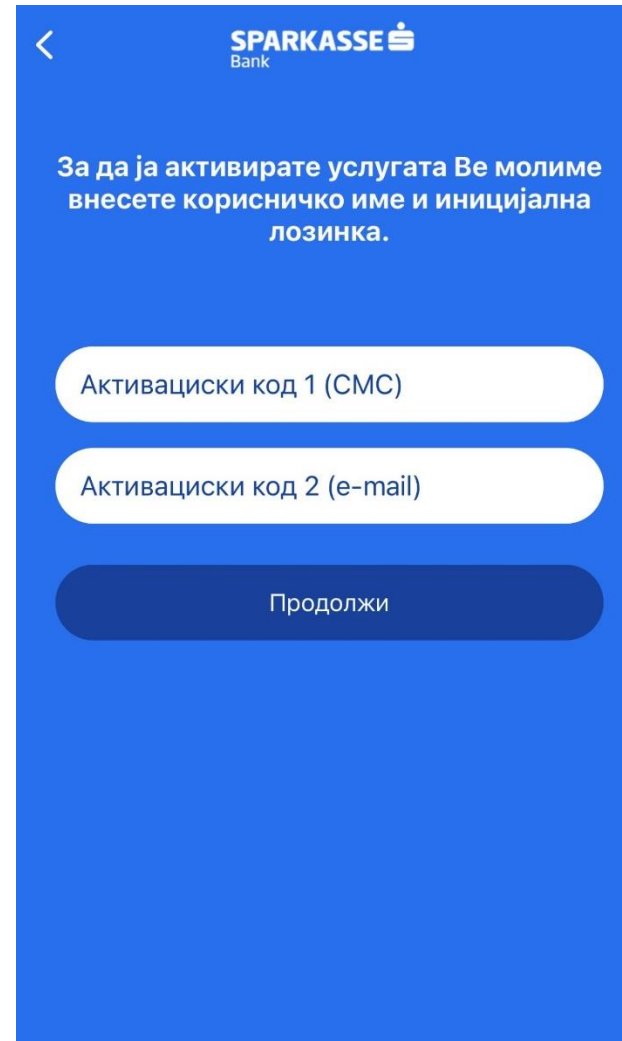 SPARKASSE
Bank
За да ја активирате услугата Ве молиме
внесете корисничко име и иницијална
лозинка.
Активациски код 1 (СМС)
Активациски код 2 (e-mail)
Продолжи